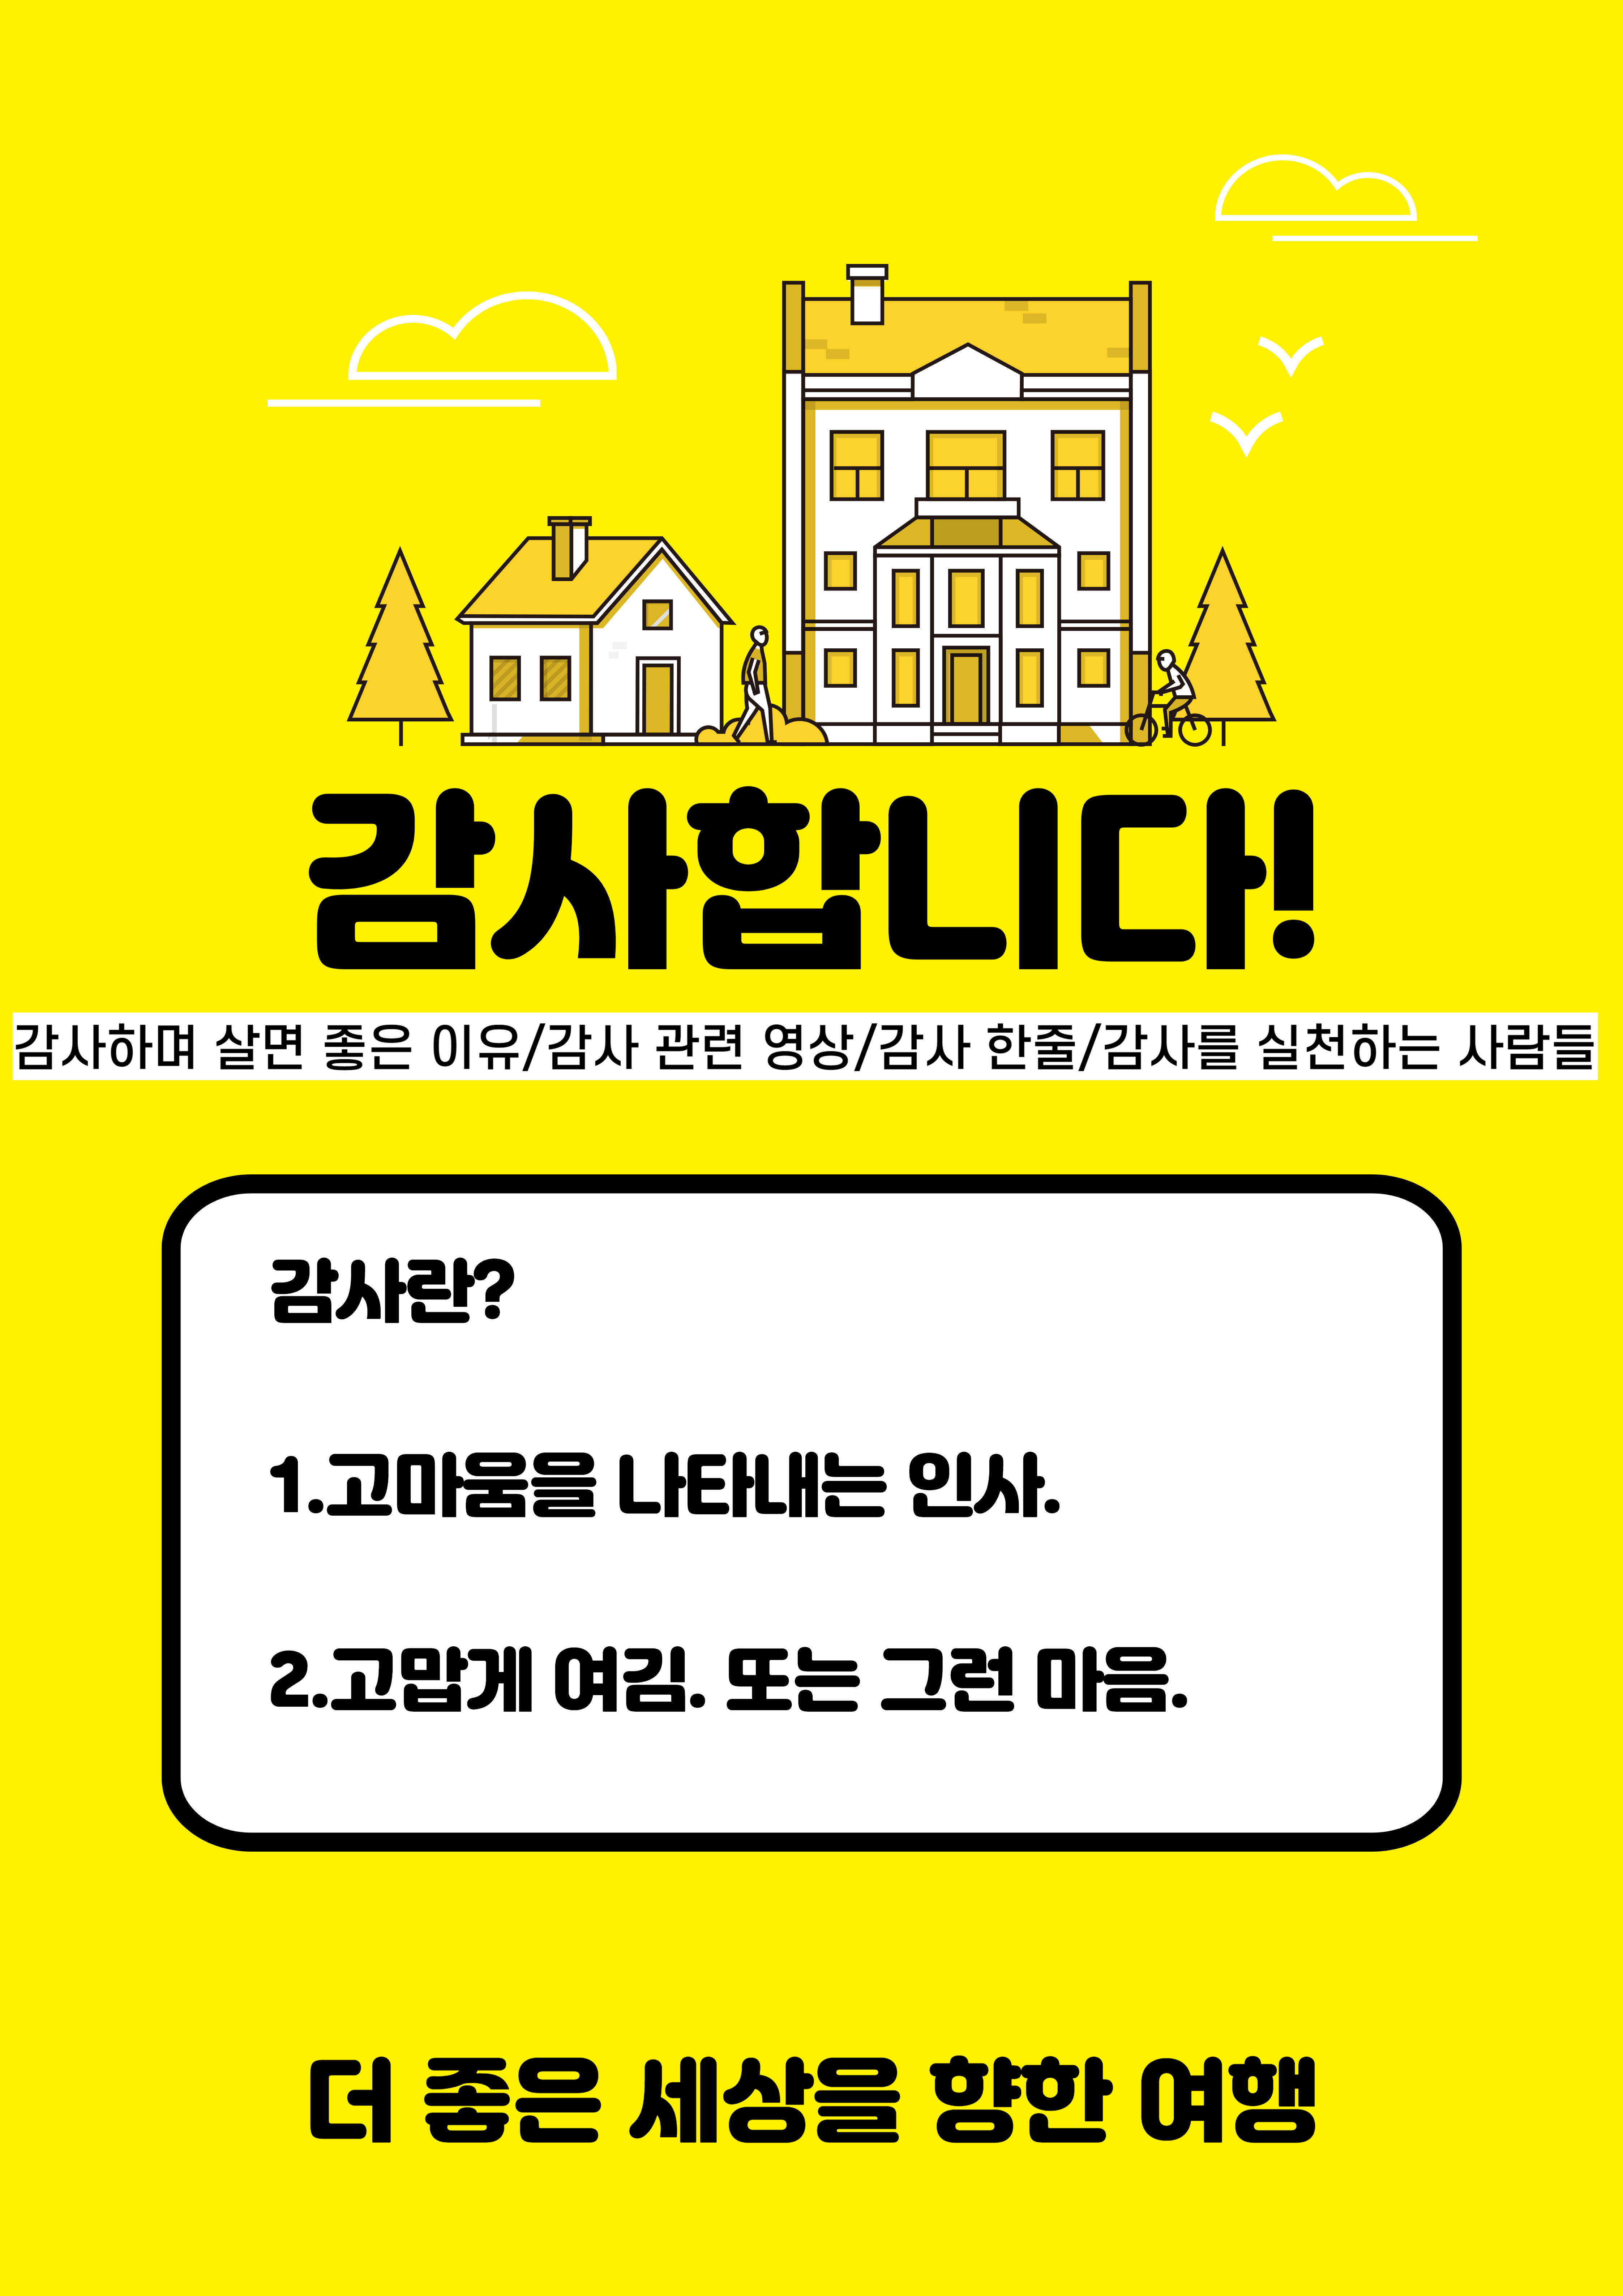 감사합니다!
감사하며 살면 좋은 이유/감사 관련 영상/감사 한줄/감사를 실천하는 사람들
감사란?
1.고마움을 나타내는 인사.
2.고맙게 여김. 또는 그런 마음.
더 좋은 세상을 향한 여행